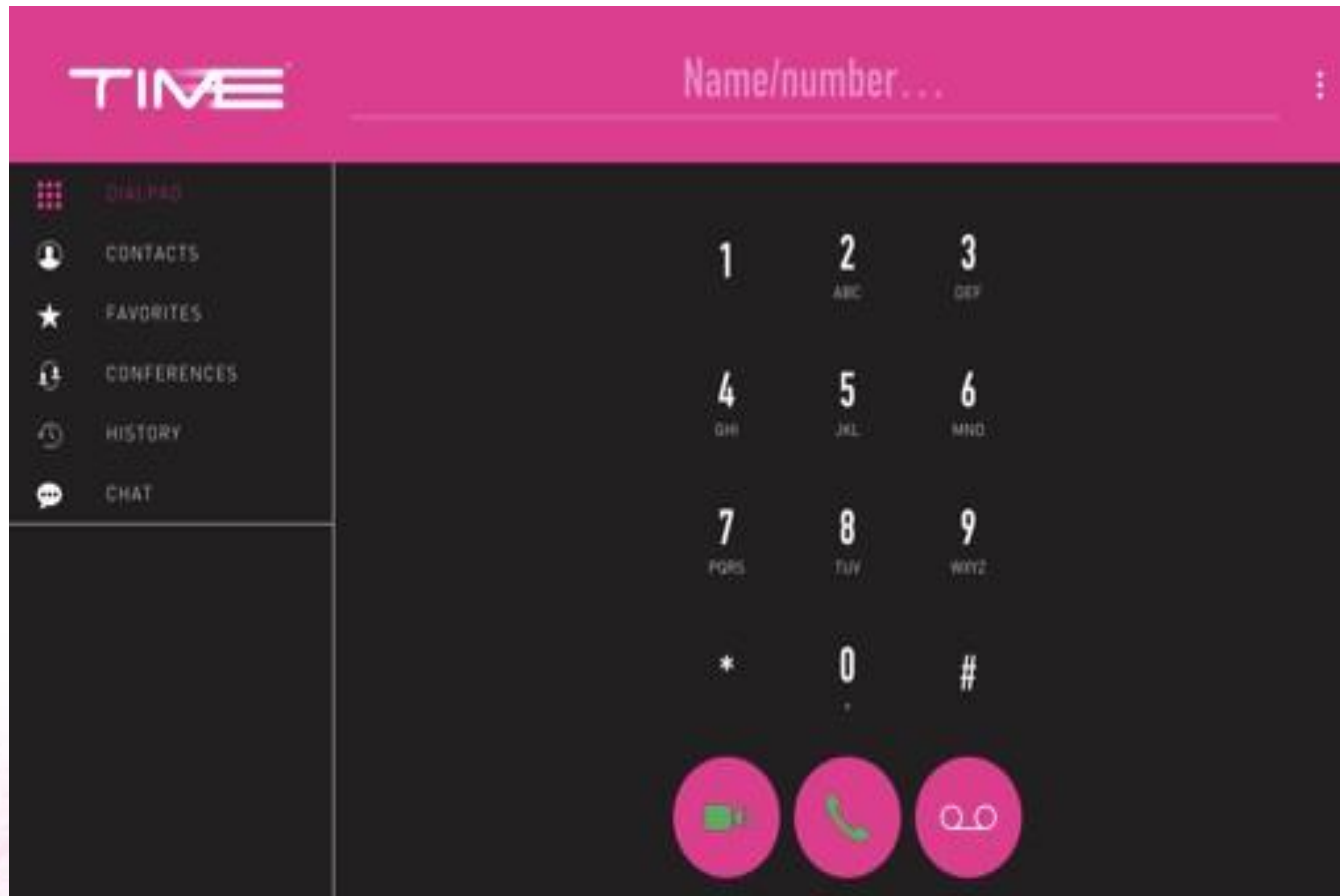 TIME
Name/number...
DIALPAD
CONTACTS
FAVORITES
CONFERENCES
HISTORY
CHAT
1 2 3
ABC DEF
4 5 6
GHI JKL MNO
7 8 9
PQRS TUV WXYZ
* 0 #
+